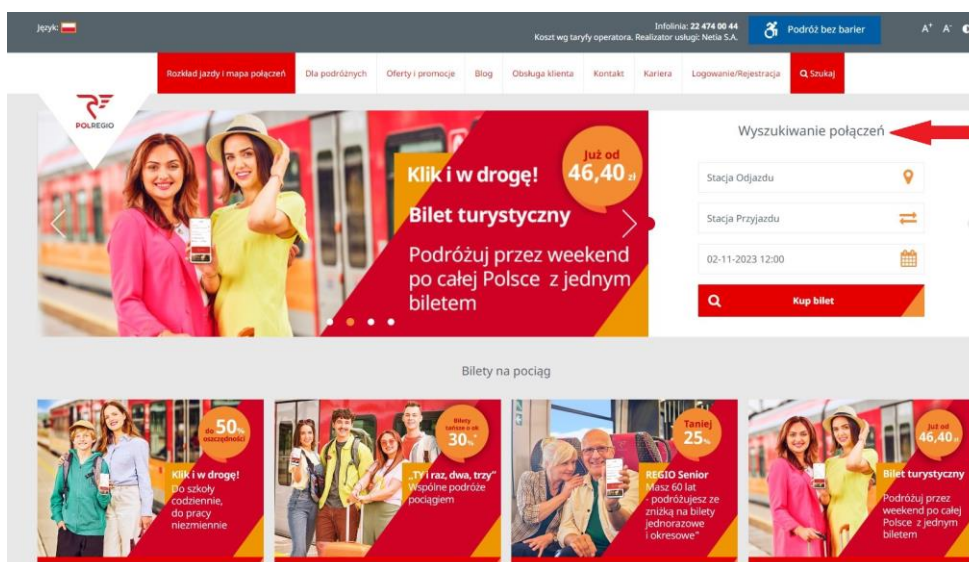 Język:
Infolinia: 22 474 00 44
Koszt wg taryfy operatora. Realizator usługi: Netia S.A.
Podróż bez barier
A+ A-
Rozkład jazdy i mapa połączeń
Dla podróżnych
Oferty i promocje
Blog
Obsługa klienta
Kontakt
Kariera
Logowanie/Rejestracja
Szukaj
POLREGIO
Klik i w drogę!
Już od
46,40 zł
Bilet turystyczny
Podróżuj przez weekend
po całej Polsce z jednym
biletem
Wyszukiwanie połączeń
Stacja Odjazdu
Stacja Przyjazdu
02-11-2023 12:00
Kup bilet
Bilety na pociąg
do 50%
oszczędności
Klik i w drogę!
Do szkoły
codziennie,
do pracy
niezmiennie
Bilety
tańsze o ok
30%*
„TY i raz, dwa, trzy”
Wspólne podróże
pociągiem
Taniej
25%
REGIO Senior
Masz 60 lat
- podróżujesz ze
zniżką na bilety
jednorazowe
i okresowe"
Już od
46,40 zł
Bilet turystyczny
Podróżuj przez
weekend po całej
Polsce z jednym
biletem